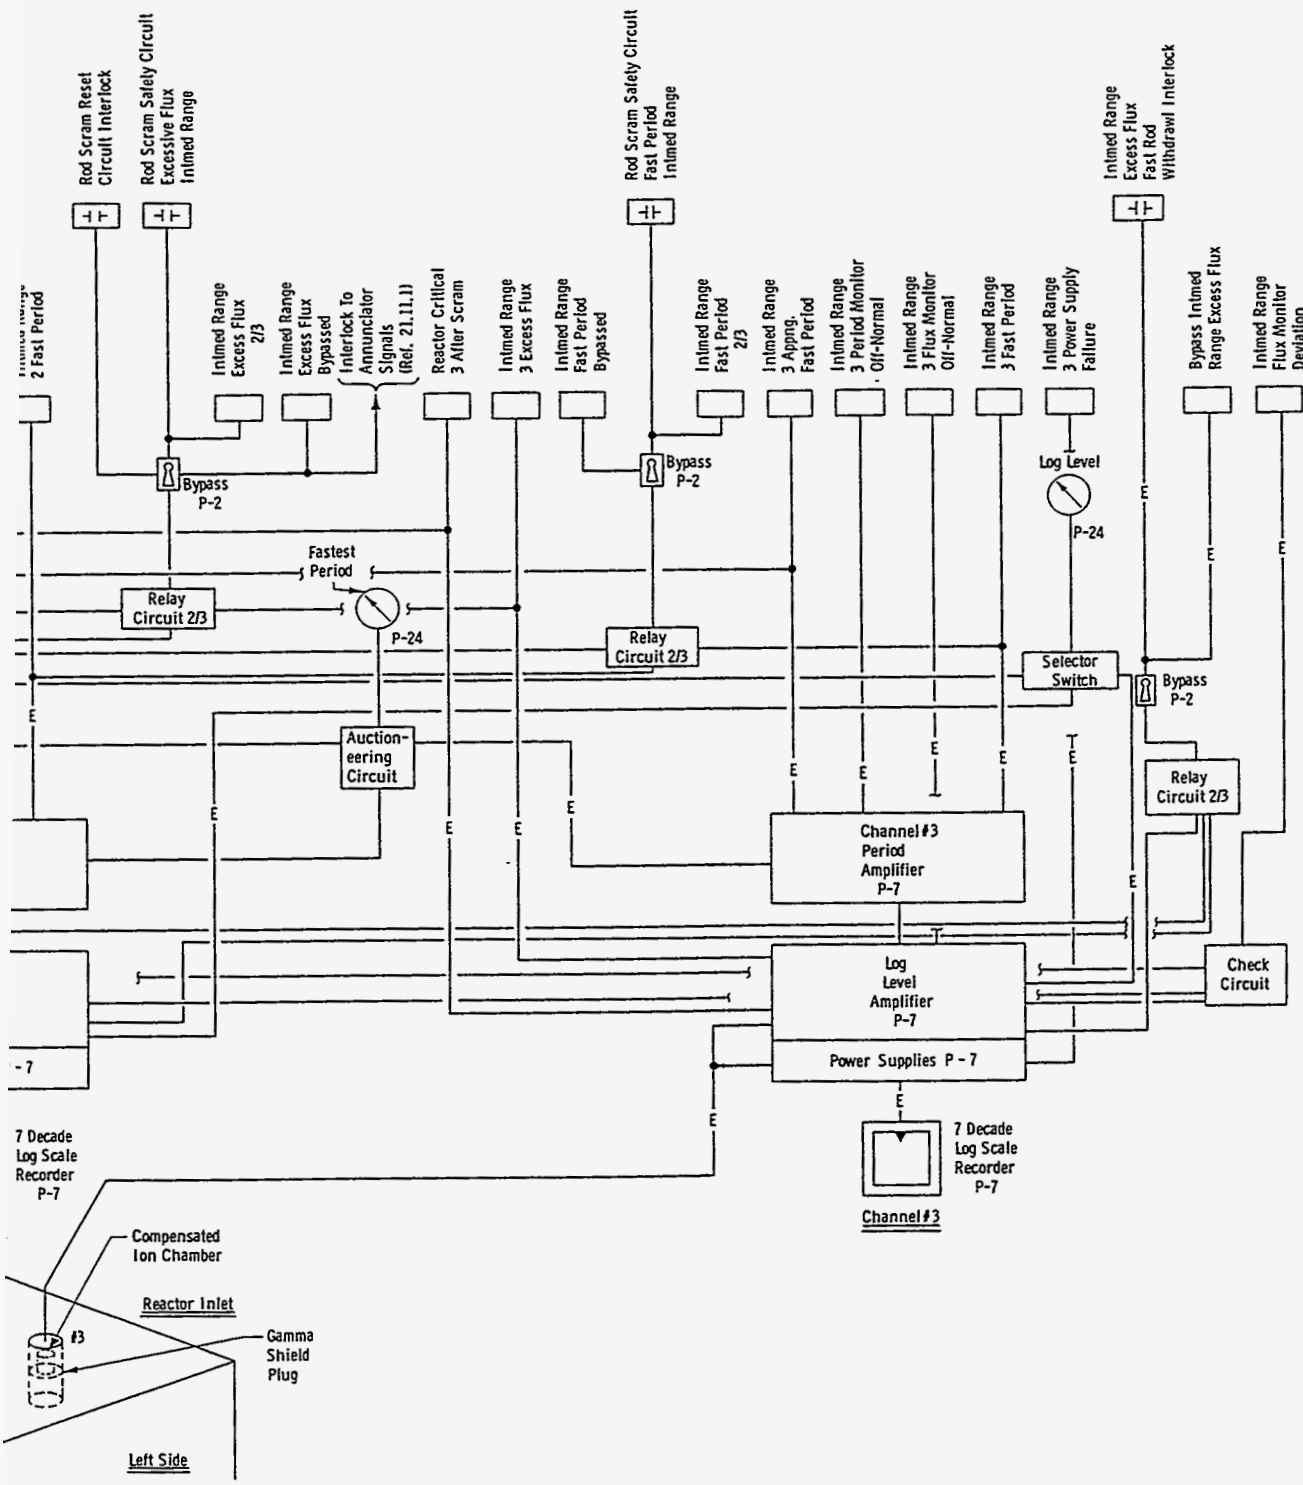 Rod Scram Reset
Circuit Interlock
Rod Scram Safety Circuit
Excessive Flux
Intmed Range
Rod Scram Safety Circuit
Fast Period
Intmed Range
Intmed Range
Excess Flux
Fast Rod
Withdrawl Interlock
2 Fast Period
Intmed Range
Excess Flux
2/3
Intmed Range
Excess Flux
Bypassed
Interlock To
Annunciator
Signals
(Ref. 21.11.1)
Reactor Critical
3 After Scram
Intmed Range
3 Excess Flux
Intmed Range
Fast Period
Bypassed
Intmed Range
Fast Period
2/3
Intmed Range
3 Appng.
Fast Period
Intmed Range
3 Period Monitor
Off-Normal
Intmed Range
3 Flux Monitor
Off-Normal
Intmed Range
3 Fast Period
Intmed Range
3 Power Supply
Failure
Bypass Intmed
Range Excess Flux
Intmed Range
Flux Monitor
Deviation
Bypass
P-2
Bypass
P-2
Log Level
P-24
E
E
E
Fastest
Period
P-24
Relay
Circuit 2/3
Relay
Circuit 2/3
Selector
Switch
Bypass
P-2
E
Auction-
eering
Circuit
E
E
E
E
E
E
E
E
E
Relay
Circuit 2/3
Channel #3
Period
Amplifier
P-7
E
E
Log
Level
Amplifier
P-7
Check
Circuit
- 7
Power Supplies P - 7
E
E
7 Decade
Log Scale
Recorder
P-7
7 Decade
Log Scale
Recorder
P-7
Channel #3
Compensated
Ion Chamber
Reactor Inlet
#3
Gamma
Shield
Plug
Left Side